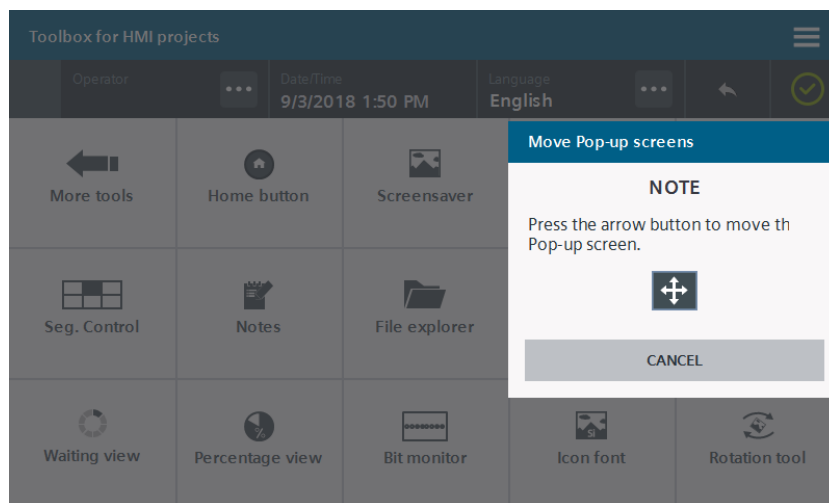 Toolbox for HMI projects
Operator
Date/Time
Language
9/3/2018 1:50 PM
English
Move Pop-up screens
NOTE
Press the arrow button to move th
Pop-up screen.
CANCEL
More tools
Home button
Screensaver
Seg. Control
Notes
File explorer
Waiting view
%
Percentage view
Bit monitor
SI
Icon font
Rotation tool